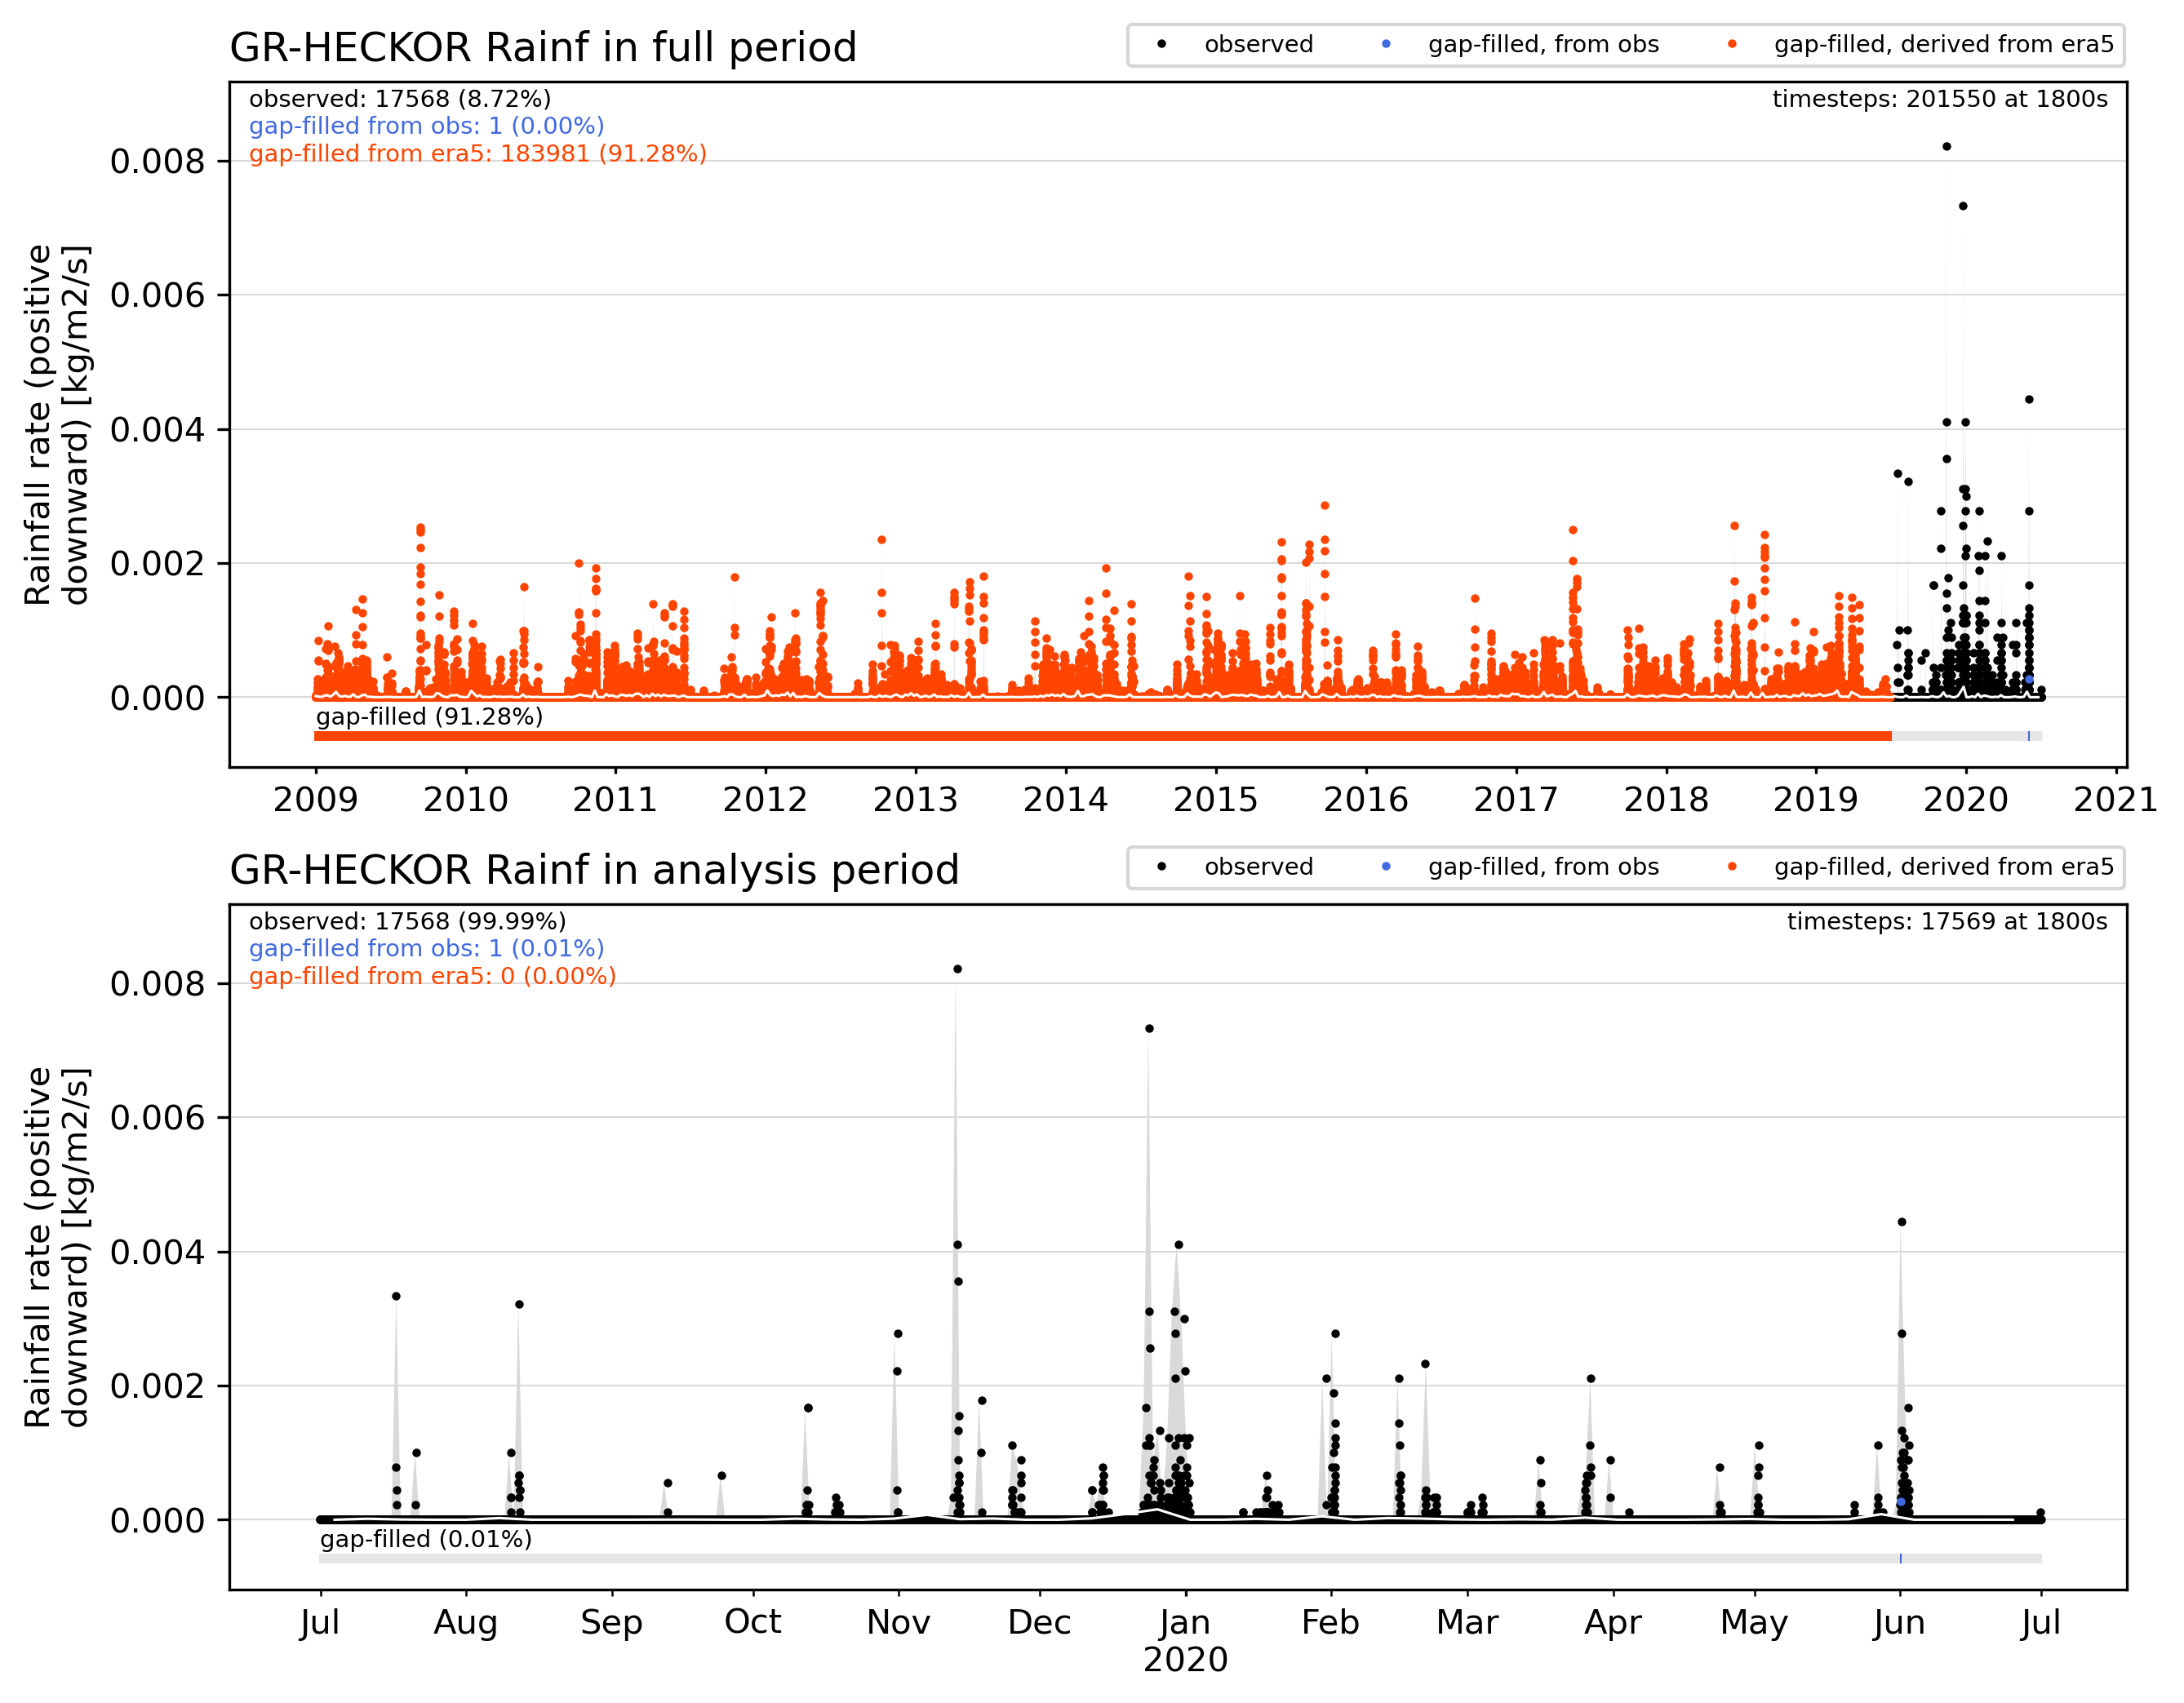 GR-HECKOR Rainf in full period
observed gap-filled, from obs gap-filled, derived from era5
observed: 17568 (8.72%)
gap-filled from obs: 1 (0.00%)
gap-filled from era5: 183981 (91.28%)
timesteps: 201550 at 1800s
Rainfall rate (positive
downward) [kg/m2/s]
0.008
0.006
0.004
0.002
0.000
gap-filled (91.28%)
2009 2010 2011 2012 2013 2014 2015 2016 2017 2018 2019 2020 2021
GR-HECKOR Rainf in analysis period
observed gap-filled, from obs gap-filled, derived from era5
observed: 17568 (99.99%)
gap-filled from obs: 1 (0.01%)
gap-filled from era5: 0 (0.00%)
timesteps: 17569 at 1800s
Rainfall rate (positive
downward) [kg/m2/s]
0.008
0.006
0.004
0.002
0.000
gap-filled (0.01%)
Jul Aug Sep Oct Nov Dec Jan Feb Mar Apr May Jun Jul
2020